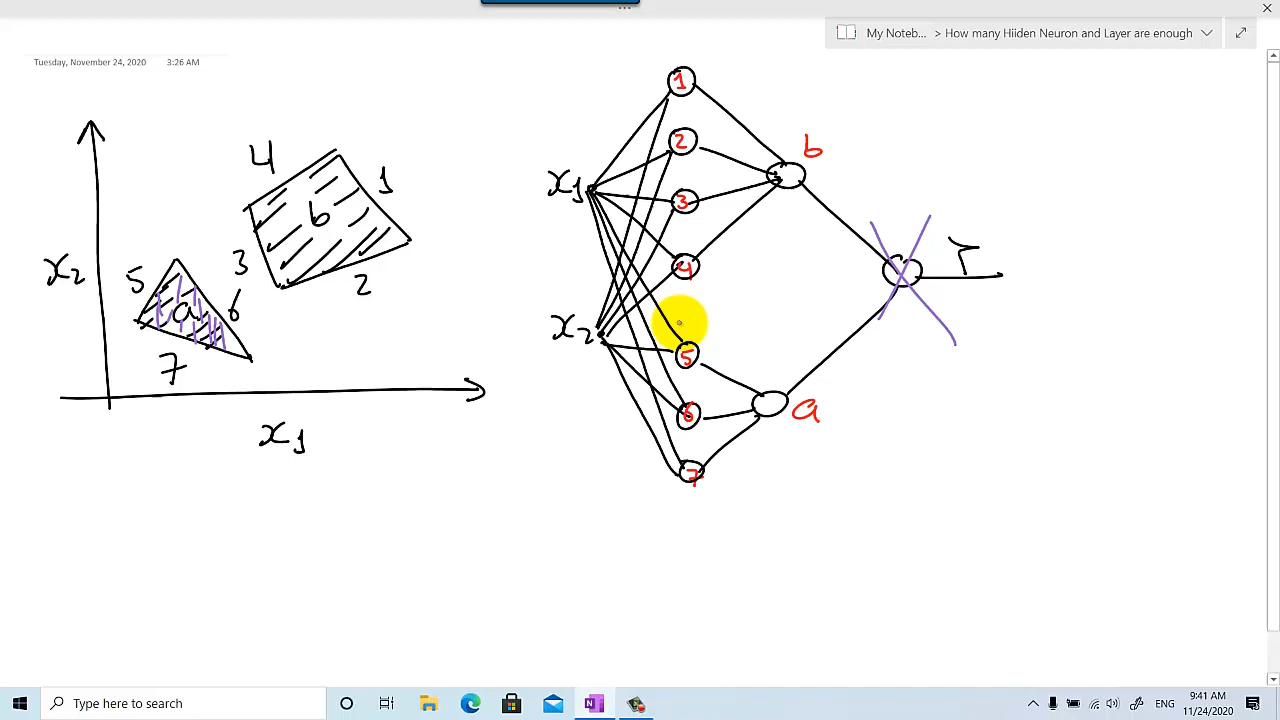 My Noteb... > How many Hiiden Neuron and Layer are enough
Tuesday, November 24, 2020 3:26 AM
4
1
b
x2
5
3
a
6
2
7
x1
1
2
3
4
5
6
7
x1
x2
b
a
r
Type here to search
ENG
9:41 AM
11/24/2020